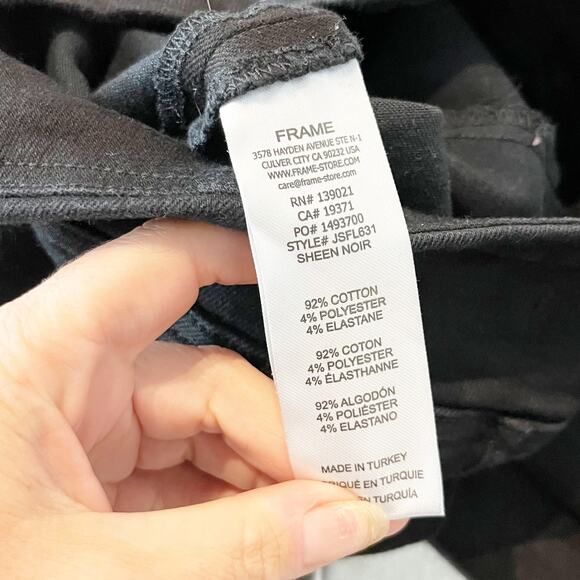 FRAME
3578 HAYDEN AVENUE STE N-1
CULVER CITY CA 90232 USA
WWW.FRAME-STORE.COM
care@frame-store.com
RN# 139021
CA# 19371
PO# 1493700
STYLE# JSFL631
SHEEN NOIR
92% COTTON
4% POLYESTER
4% ELASTANE
92% COTON
4% POLYESTER
4% ÉLASTHANNE
92% ALGODÓN
4% POLIÉSTER
4% ELASTANO
MADE IN TURKEY
EN TURQUIE
EN TURQUÍA